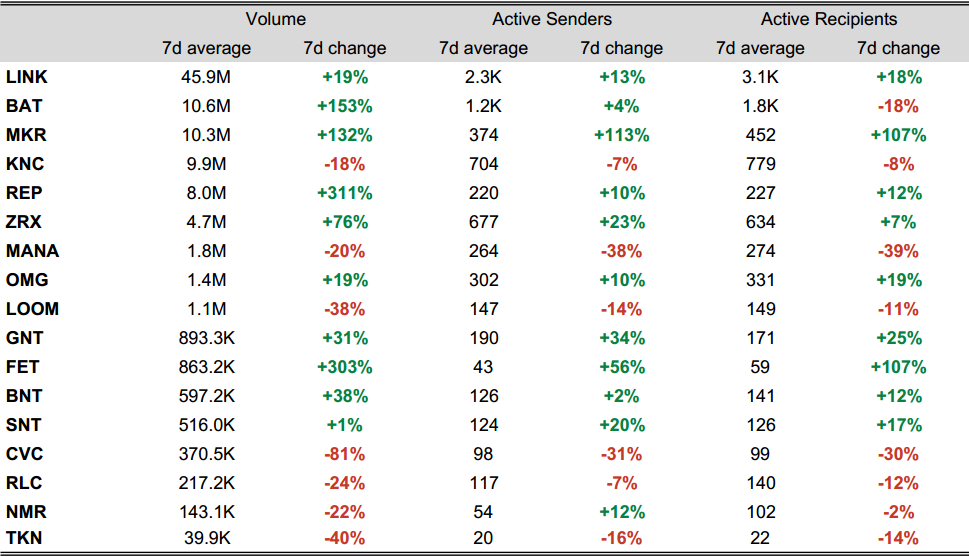 Volume Active Senders Active Recipients
7d average 7d change 7d average 7d change 7d average 7d change
LINK 45.9M +19% 2.3K +13% 3.1K +18%
BAT 10.6M +153% 1.2K +4% 1.8K -18%
MKR 10.3M +132% 374 +113% 452 +107%
KNC 9.9M -18% 704 -7% 779 -8%
REP 8.0M +311% 220 +10% 227 +12%
ZRX 4.7M +76% 677 +23% 634 +7%
MANA 1.8M -20% 264 -38% 274 -39%
OMG 1.4M +19% 302 +10% 331 +19%
LOOM 1.1M -38% 147 -14% 149 -11%
GNT 893.3K +31% 190 +34% 171 +25%
FET 863.2K +303% 43 +56% 59 +107%
BNT 597.2K +38% 126 +2% 141 +12%
SNT 516.0K +1% 124 +20% 126 +17%
CVC 370.5K -81% 98 -31% 99 -30%
RLC 217.2K -24% 117 -7% 140 -12%
NMR 143.1K -22% 54 +12% 102 -2%
TKN 39.9K -40% 20 -16% 22 -14%